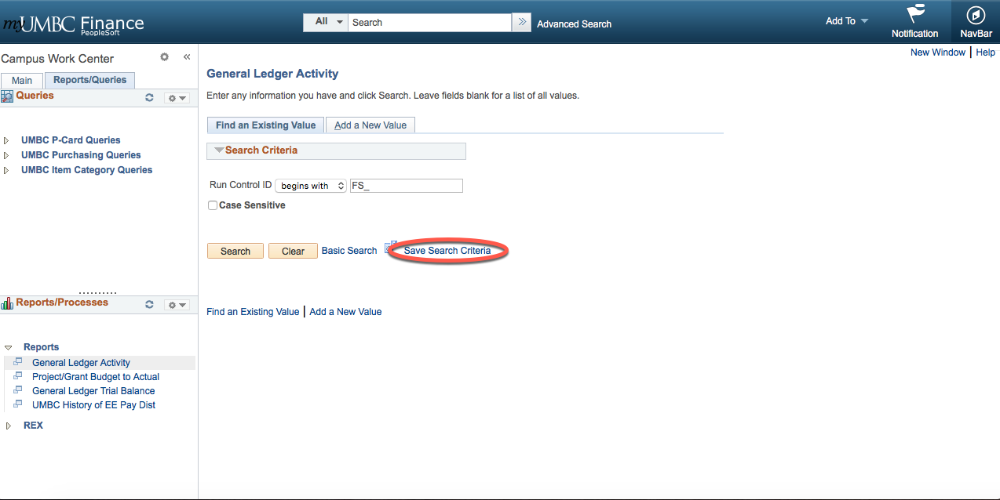 myUMBC Finance
PeopleSoft
All
Search
Advanced Search
Add To
Notification
NavBar
New Window | Help
Campus Work Center
Main
Reports/Queries
Queries
UMBC P-Card Queries
UMBC Purchasing Queries
UMBC Item Category Queries
Reports/Processes
Reports
General Ledger Activity
Project/Grant Budget to Actual
General Ledger Trial Balance
UMBC History of EE Pay Dist
REX
General Ledger Activity
Enter any information you have and click Search. Leave fields blank for a list of all values.
Find an Existing Value
Add a New Value
Search Criteria
Run Control ID begins with FS_
Case Sensitive
Search Clear Basic Search Save Search Criteria
Find an Existing Value | Add a New Value